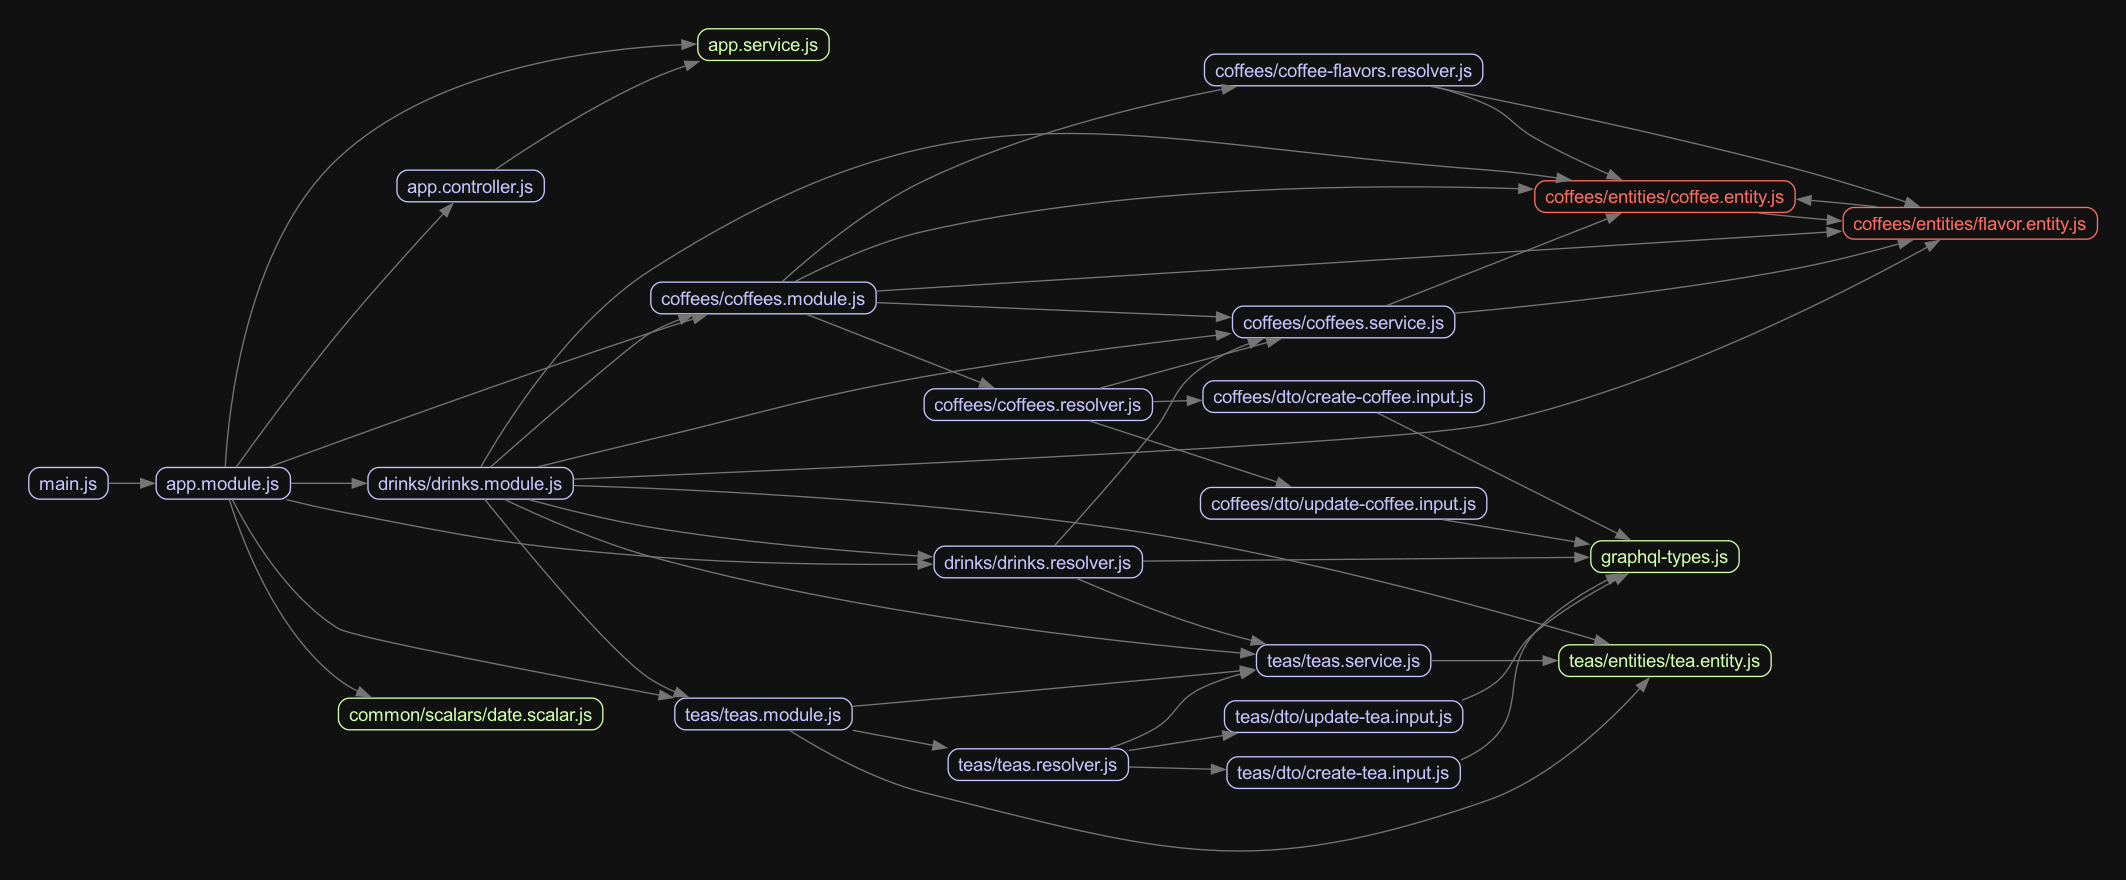 app.service.js
coffees/coffee-flavors.resolver.js
app.controller.js
coffees/entities/coffee.entity.js
coffees/entities/flavor.entity.js
coffees/coffees.module.js
coffees/coffees.service.js
coffees/coffees.resolver.js
coffees/dto/create-coffee.input.js
main.js
app.module.js
drinks/drinks.module.js
coffees/dto/update-coffee.input.js
drinks/drinks.resolver.js
graphql-types.js
teas/teas.service.js
teas/entities/tea.entity.js
common/scalars/date.scalar.js
teas/teas.module.js
teas/dto/update-tea.input.js
teas/teas.resolver.js
teas/dto/create-tea.input.js